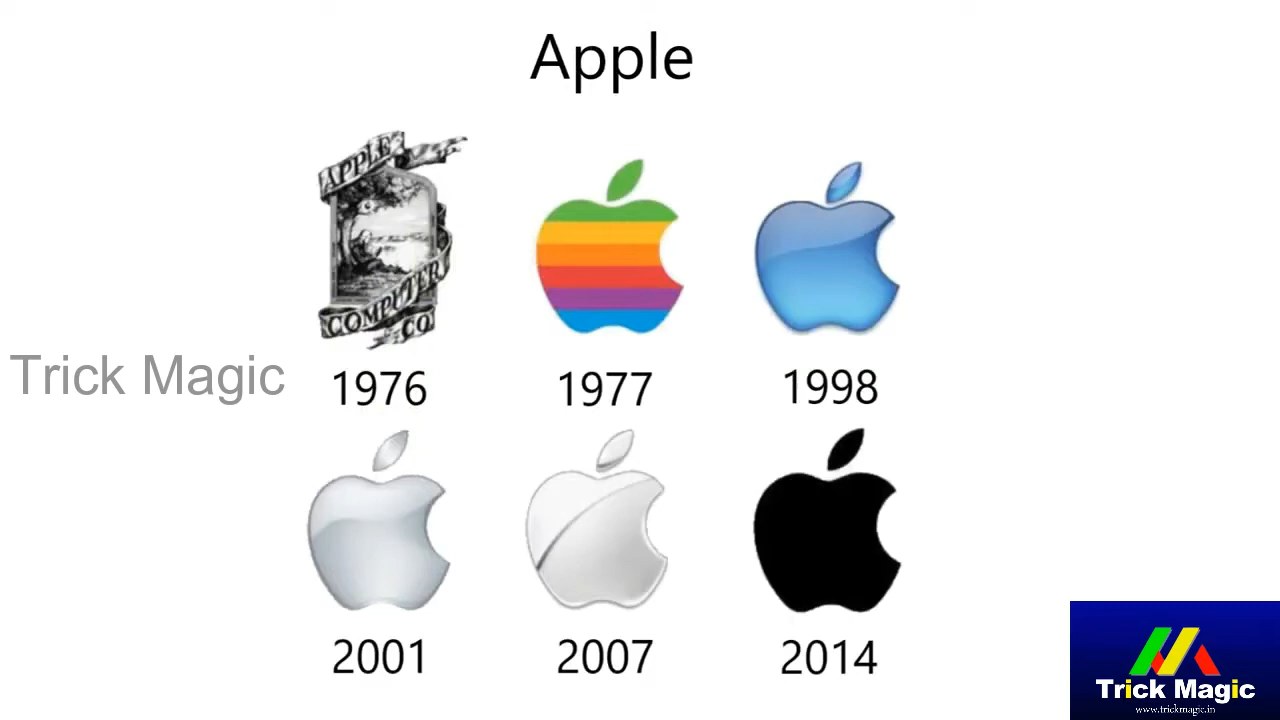 Apple
APPLE
COMPUTER
CO
1976
1977
1998
Trick Magic
2001
2007
2014
Trick Magic
www.trickmagic.in